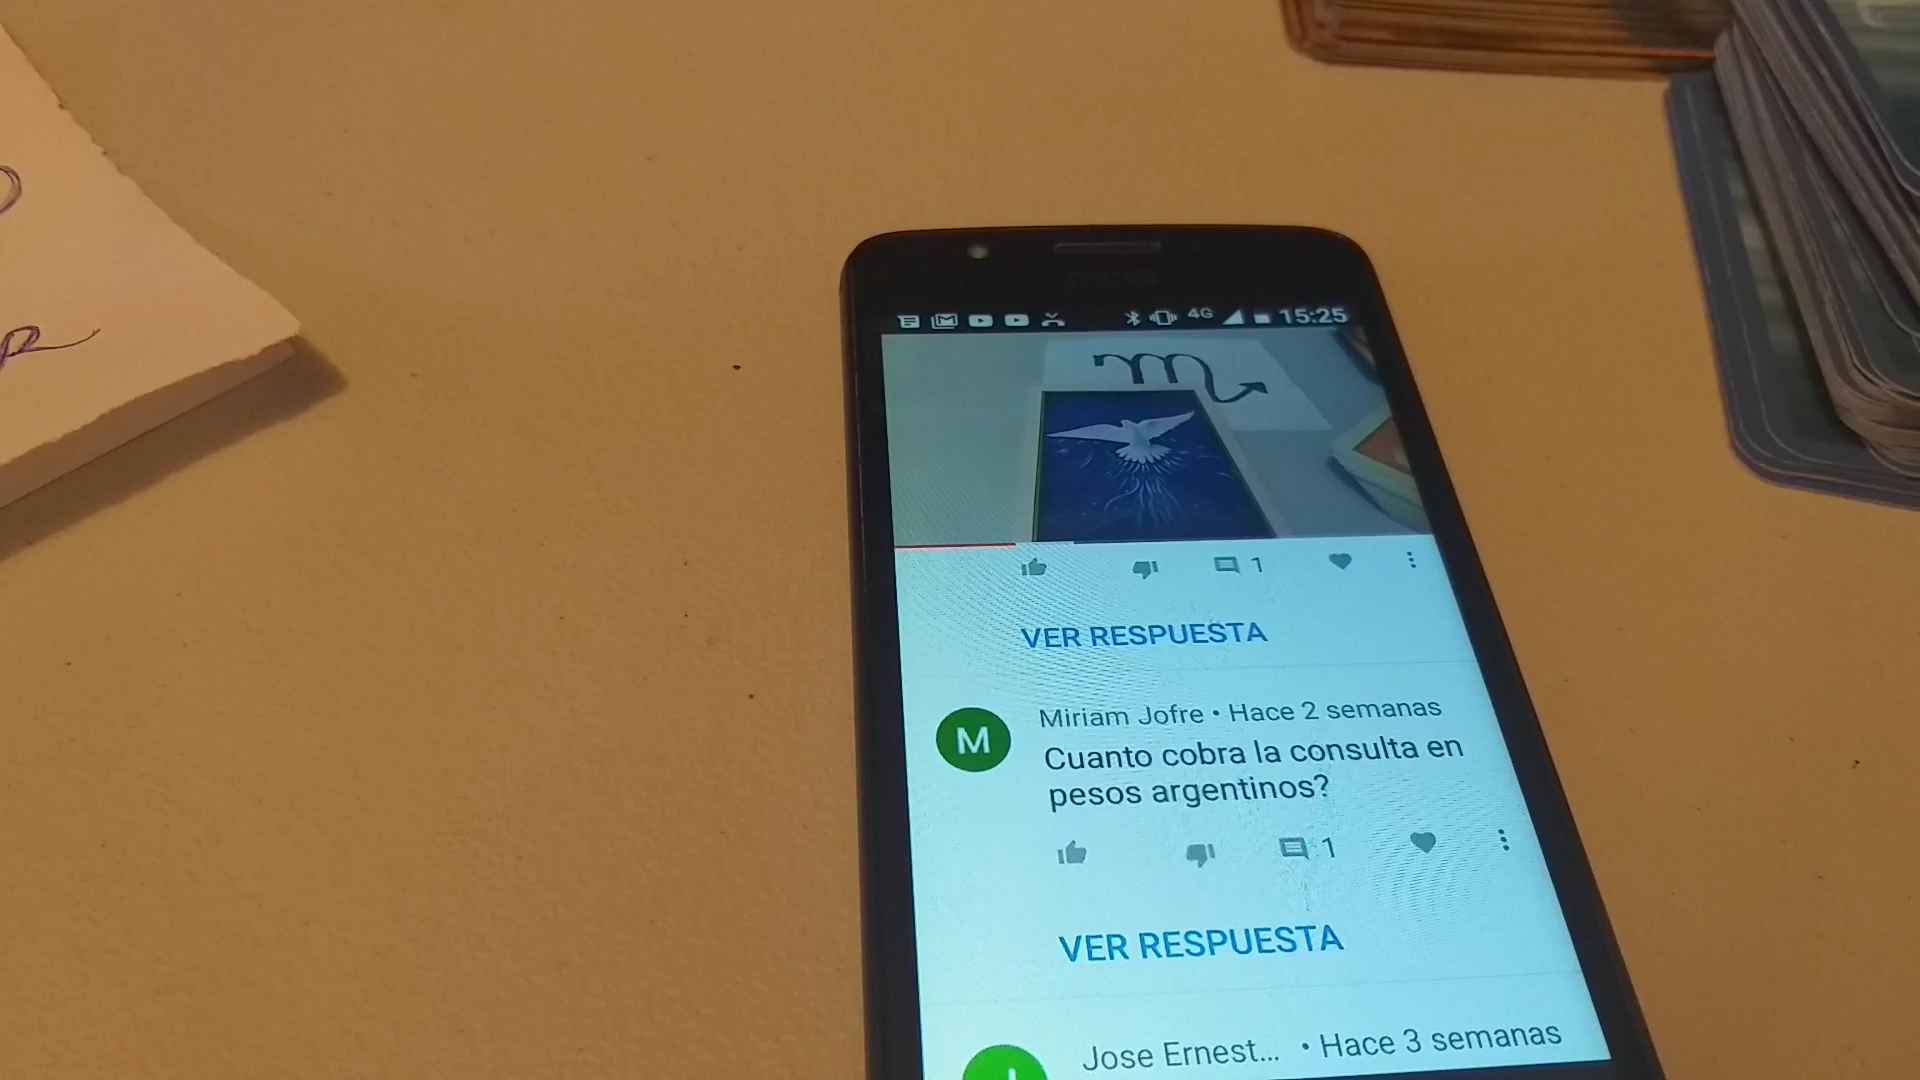 4G 15:25
1
VER RESPUESTA
M
Miriam Jofre • Hace 2 semanas
Cuanto cobra la consulta en
pesos argentinos?
1
VER RESPUESTA
Jose Ernest... • Hace 3 semanas